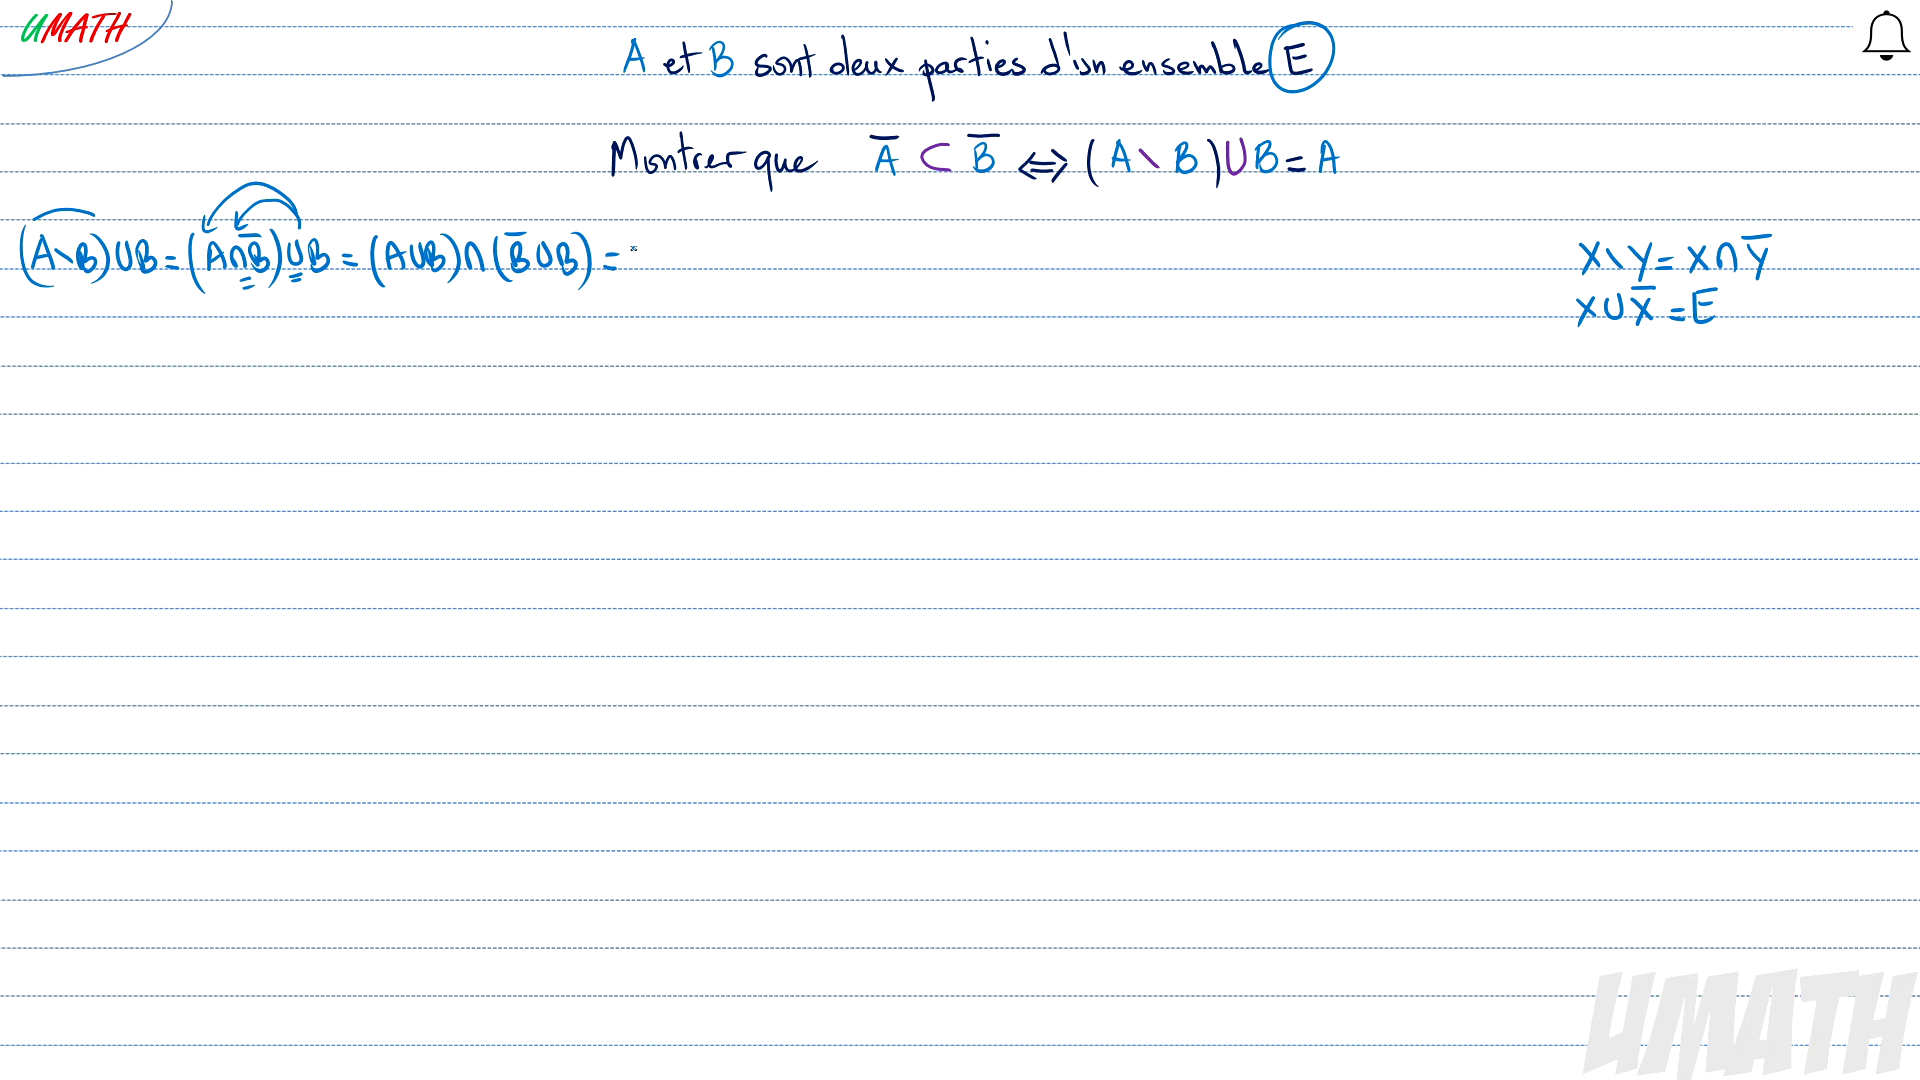 UMATH
A et B sont deux parties d'un ensemble E
Montrer que A̅ ⊂ B̅ ⟺ (A \ B) ∪ B = A
(A\B)∪B = (A∩B̅)∪B = (A∪B)∩(B̅∪B) =
X\Y = X∩Y̅
X∪X̅ = E
UMATH